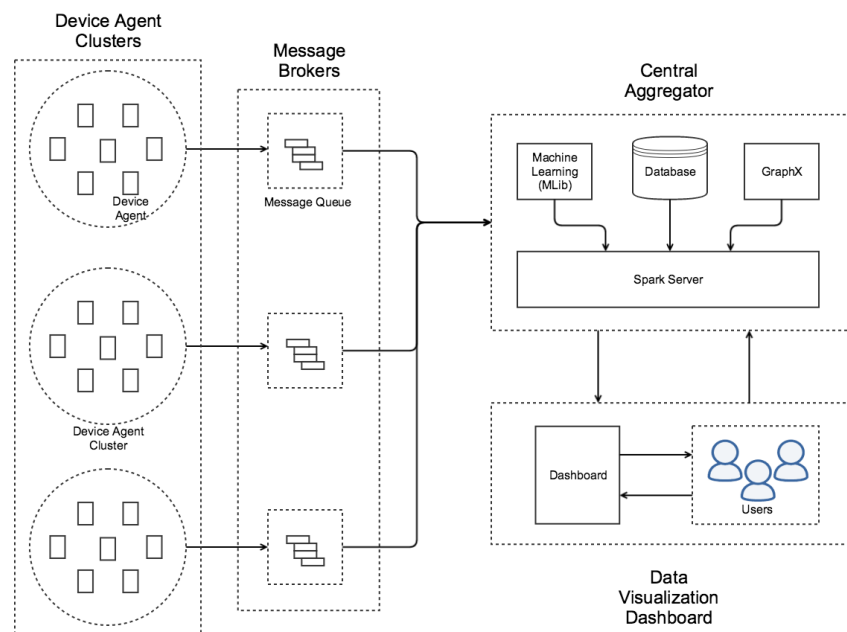 Device Agent
Clusters
Message
Brokers
Central
Aggregator
Device
Agent
Message Queue
Machine
Learning
(MLib)
Database
GraphX
Spark Server
Device Agent
Cluster
Dashboard
Users
Data
Visualization
Dashboard